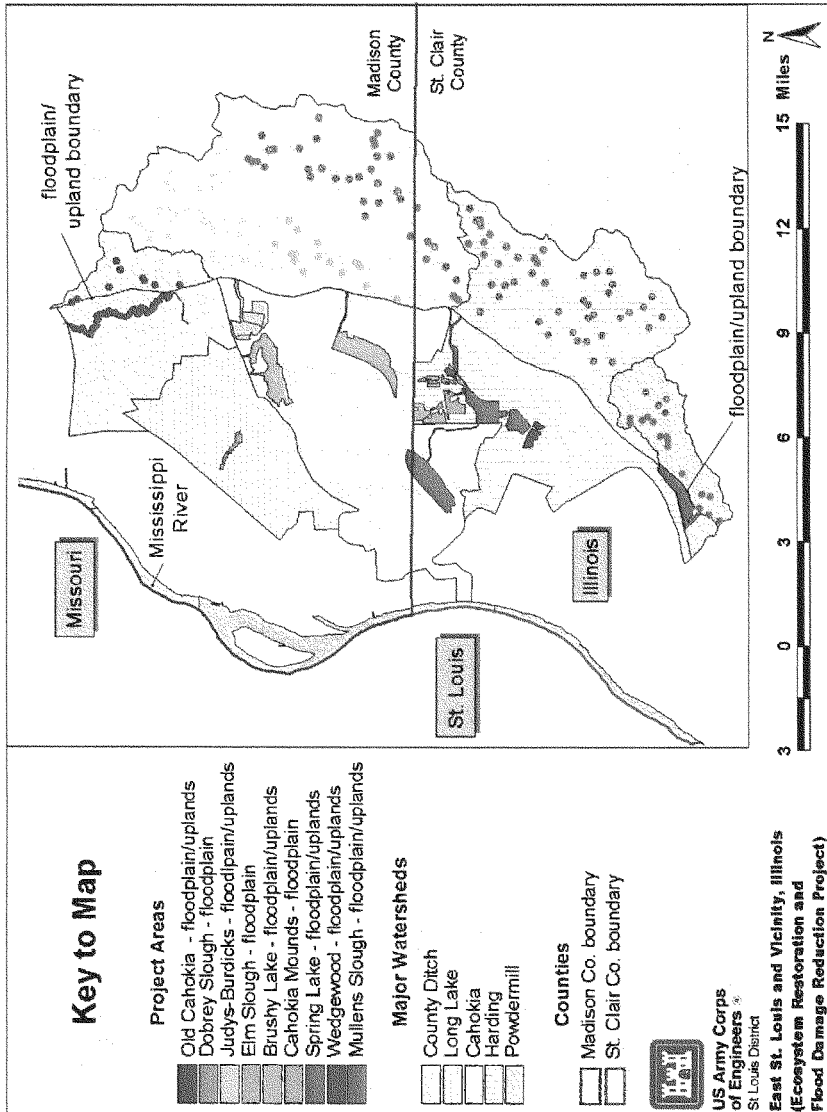 Key to Map
Project Areas
Old Cahokia - floodplain/uplands
Dobrey Slough - floodplain
Judys-Burdicks - floodlpain/uplands
Elm Slough - floodplain
Brushy Lake - floodplain/uplands
Cahokia Mounds - floodplain
Spring Lake - floodplain/uplands
Wedgewood - floodplain/uplands
Mullens Slough - floodplain/uplands
Major Watersheds
County Ditch
Long Lake
Cahokia
Harding
Powdermill
Counties
Madison Co. boundary
St. Clair Co. boundary
US Army Corps
of Engineers ®
St Louis District
East St. Louis and Vicinity, Illinois
(Ecosystem Restoration and
Flood Damage Reduction Project)
Missouri
Mississippi
River
St. Louis
Illinois
floodplain/
upland boundary
Madison
County
St. Clair
County
floodplain/upland boundary
3 0 3 6 9 12 15 Miles
N